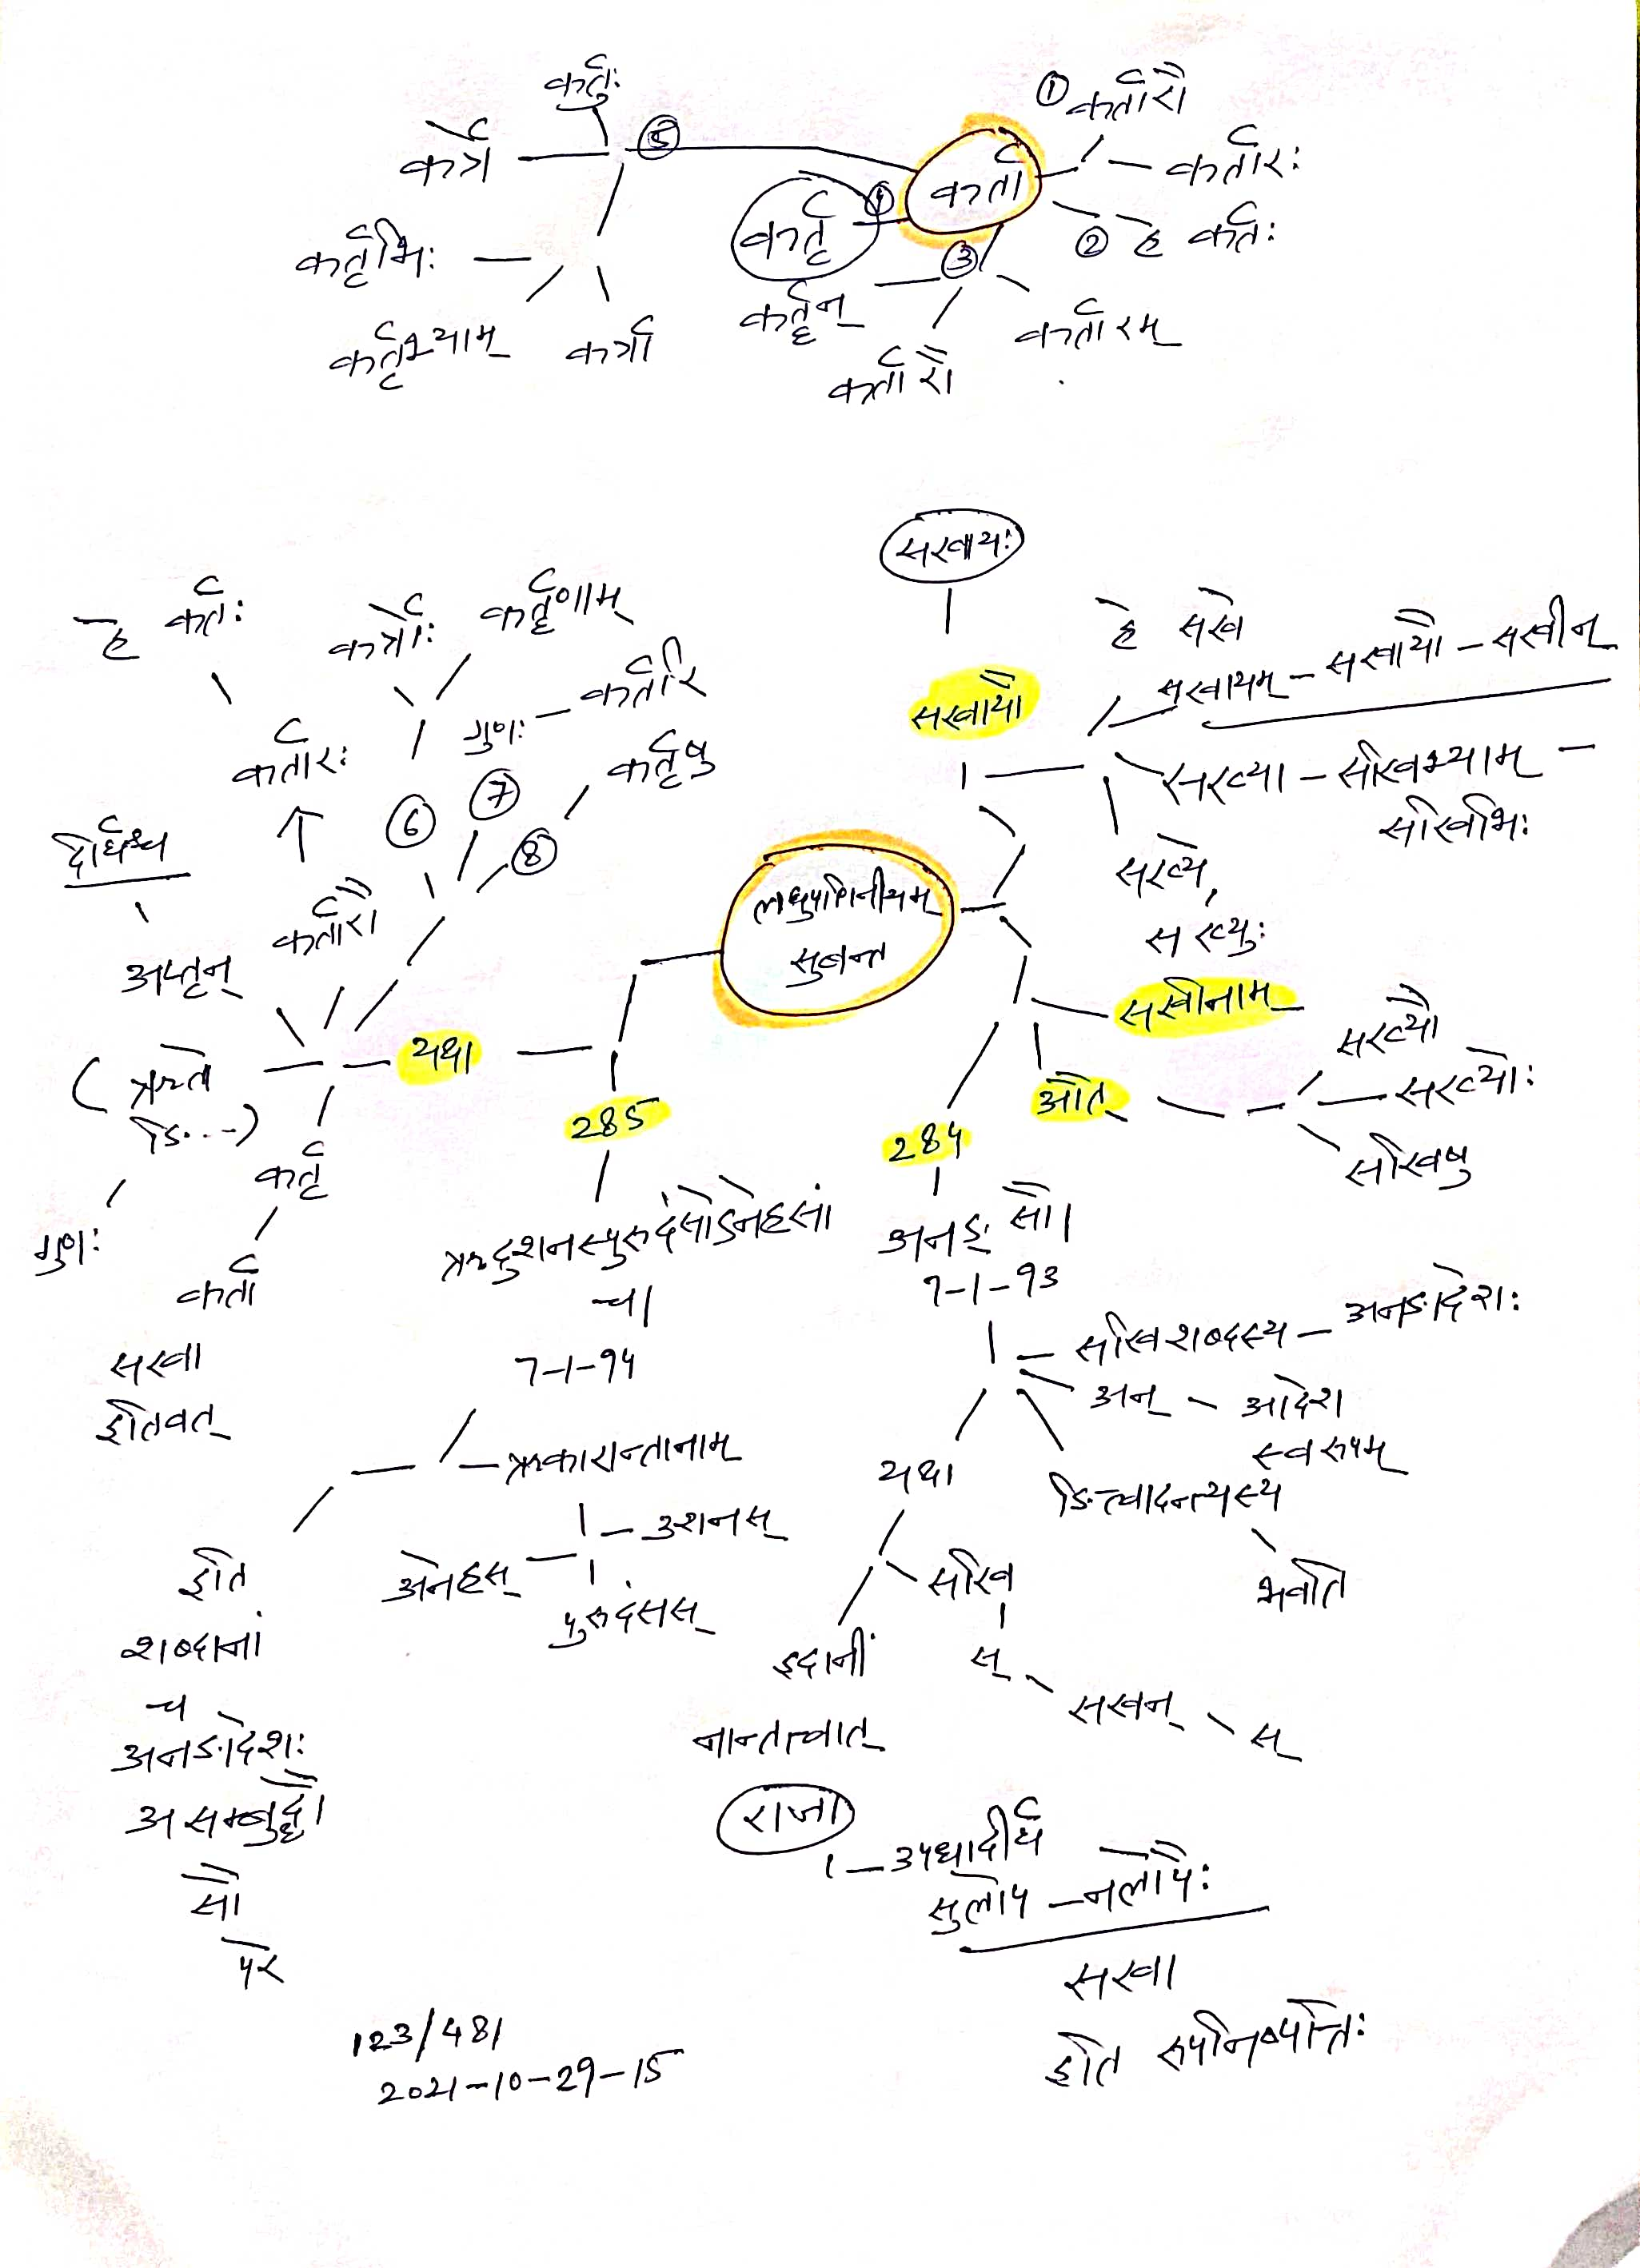 कर्तुः
कर्त्रे
⑤
कर्तृभिः
कर्तृभ्याम्
कर्त्रा
कर्ता
① कर्तारौ
कर्तारः
② हे कर्तः
③
कर्तारम्
कर्तारौ
कर्तॄन्
④
कर्तृ
सखायः
सखायौ
हे सखे
सखायम् – सखायौ – सखीन्
सख्या – सखिभ्याम् –
सखिभिः
सख्ये,
सख्युः
सखीनाम्
औत्
सख्यौ
सख्योः
सखिषु
लघुपाणिनीयम्
सुबन्त
हे कर्तः
कर्त्रोः
कर्तॄणाम्
गुणः – कर्तरि
कर्तृषु
कर्तारः
⑥
⑦
⑧
कर्तारौ
दीर्घश्च
अप्तृन्
यथा
(ऋतो
ङि...)
गुणः
कर्तृ
कर्ता
सखा
इतिवत्
285
ऋदुशनस्पुरुदंसोऽनेहसां
च।
7-1-94
ऋकारान्तानाम्
उशनस्
पुरुदंसस्
अनेहस्
इति
शब्दानां
च
अनङादेशः
असम्बुद्धौ
सौ
परे
284
अनङ् सौ।
7-1-93
सखिशब्दस्य – अनङादेशः
अन् – आदेश
स्वरूपम्
ङित्वादन्त्यस्य
भवति
यथा
सखि
स्
सखन्
स्
इदानीं
नान्तत्वात्
राजा
उपधादीर्घ
सुलोप – नलोपैः
सखा
इति रूपनिष्पत्तिः
123/481
2021-10-29-15